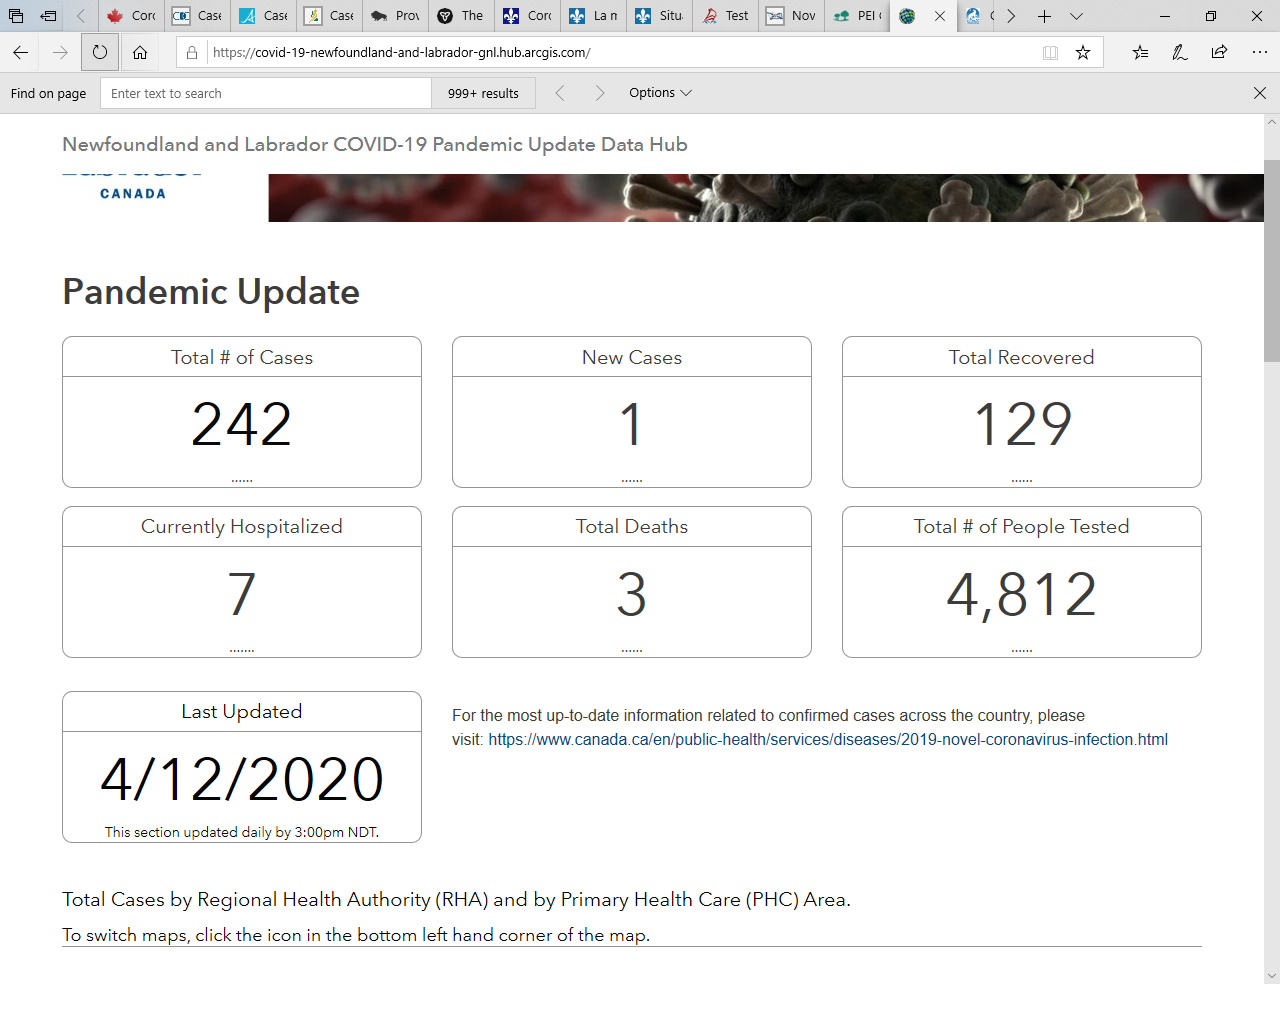 Corc
Case
Case
Case
Prov
The
Corc
La n
Situ
Test
Nov
PEI
https://covid-19-newfoundland-and-labrador-gnl.hub.arcgis.com/
Find on page
Enter text to search
999+ results
Options
Newfoundland and Labrador COVID-19 Pandemic Update Data Hub
CANADA
Pandemic Update
Total # of Cases
New Cases
Total Recovered
242
1
129
......
......
......
Currently Hospitalized
Total Deaths
Total # of People Tested
7
3
4,812
.......
......
......
Last Updated
4/12/2020
This section updated daily by 3:00pm NDT.
For the most up-to-date information related to confirmed cases across the country, please
visit: https://www.canada.ca/en/public-health/services/diseases/2019-novel-coronavirus-infection.html
Total Cases by Regional Health Authority (RHA) and by Primary Health Care (PHC) Area.
To switch maps, click the icon in the bottom left hand corner of the map.